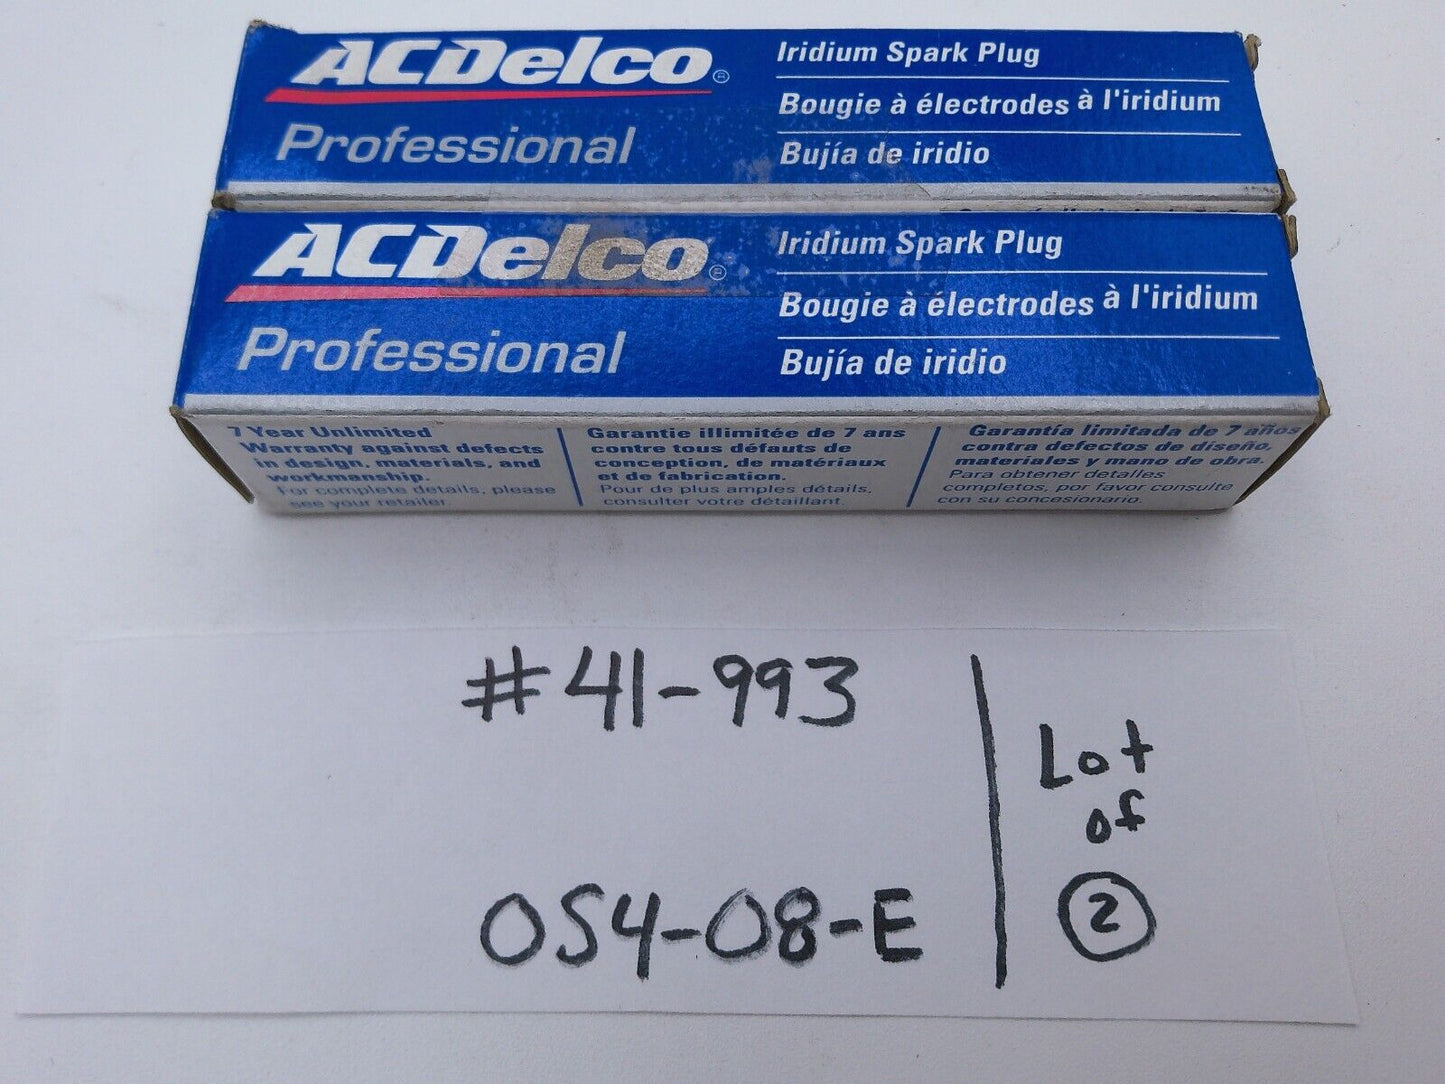 ACDelco®
Professional
Iridium Spark Plug
Bougie à électrodes à l'iridium
Bujía de iridio
ACDelco®
Professional
Iridium Spark Plug
Bougie à électrodes à l'iridium
Bujía de iridio
7 Year Unlimited
Warranty against defects
in design, materials, and
workmanship.
For complete details, please
see your retailer.
Garantie illimitée de 7 ans
contre tous défauts de
conception, de matériaux
et de fabrication.
Pour de plus amples détails,
consulter votre détaillant.
Garantía limitada de 7 años
contra defectos de diseño,
materiales y mano de obra.
Para obtener detalles
completos, por favor consulte
con su concesionario.
#41-993
OS4-08-E
Lot
of
2